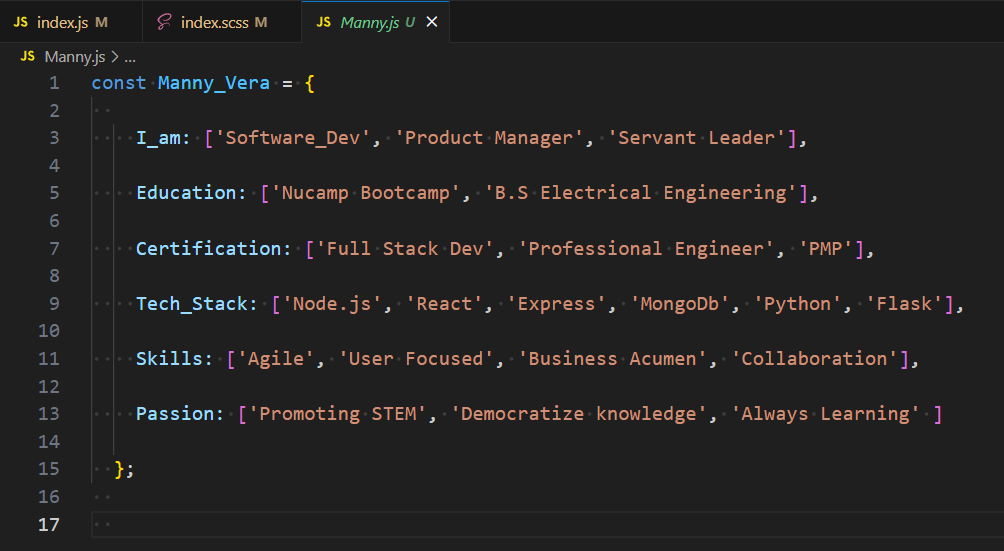 JS index.js M index.scss M JS Manny.js U ×
JS Manny.js > ...
1 const Manny_Vera = {
2
3 I_am: ['Software_Dev', 'Product Manager', 'Servant Leader'],
4
5 Education: ['Nucamp Bootcamp', 'B.S Electrical Engineering'],
6
7 Certification: ['Full Stack Dev', 'Professional Engineer', 'PMP'],
8
9 Tech_Stack: ['Node.js', 'React', 'Express', 'MongoDb', 'Python', 'Flask'],
10
11 Skills: ['Agile', 'User Focused', 'Business Acumen', 'Collaboration'],
12
13 Passion: ['Promoting STEM', 'Democratize knowledge', 'Always Learning' ]
14
15 };
16
17